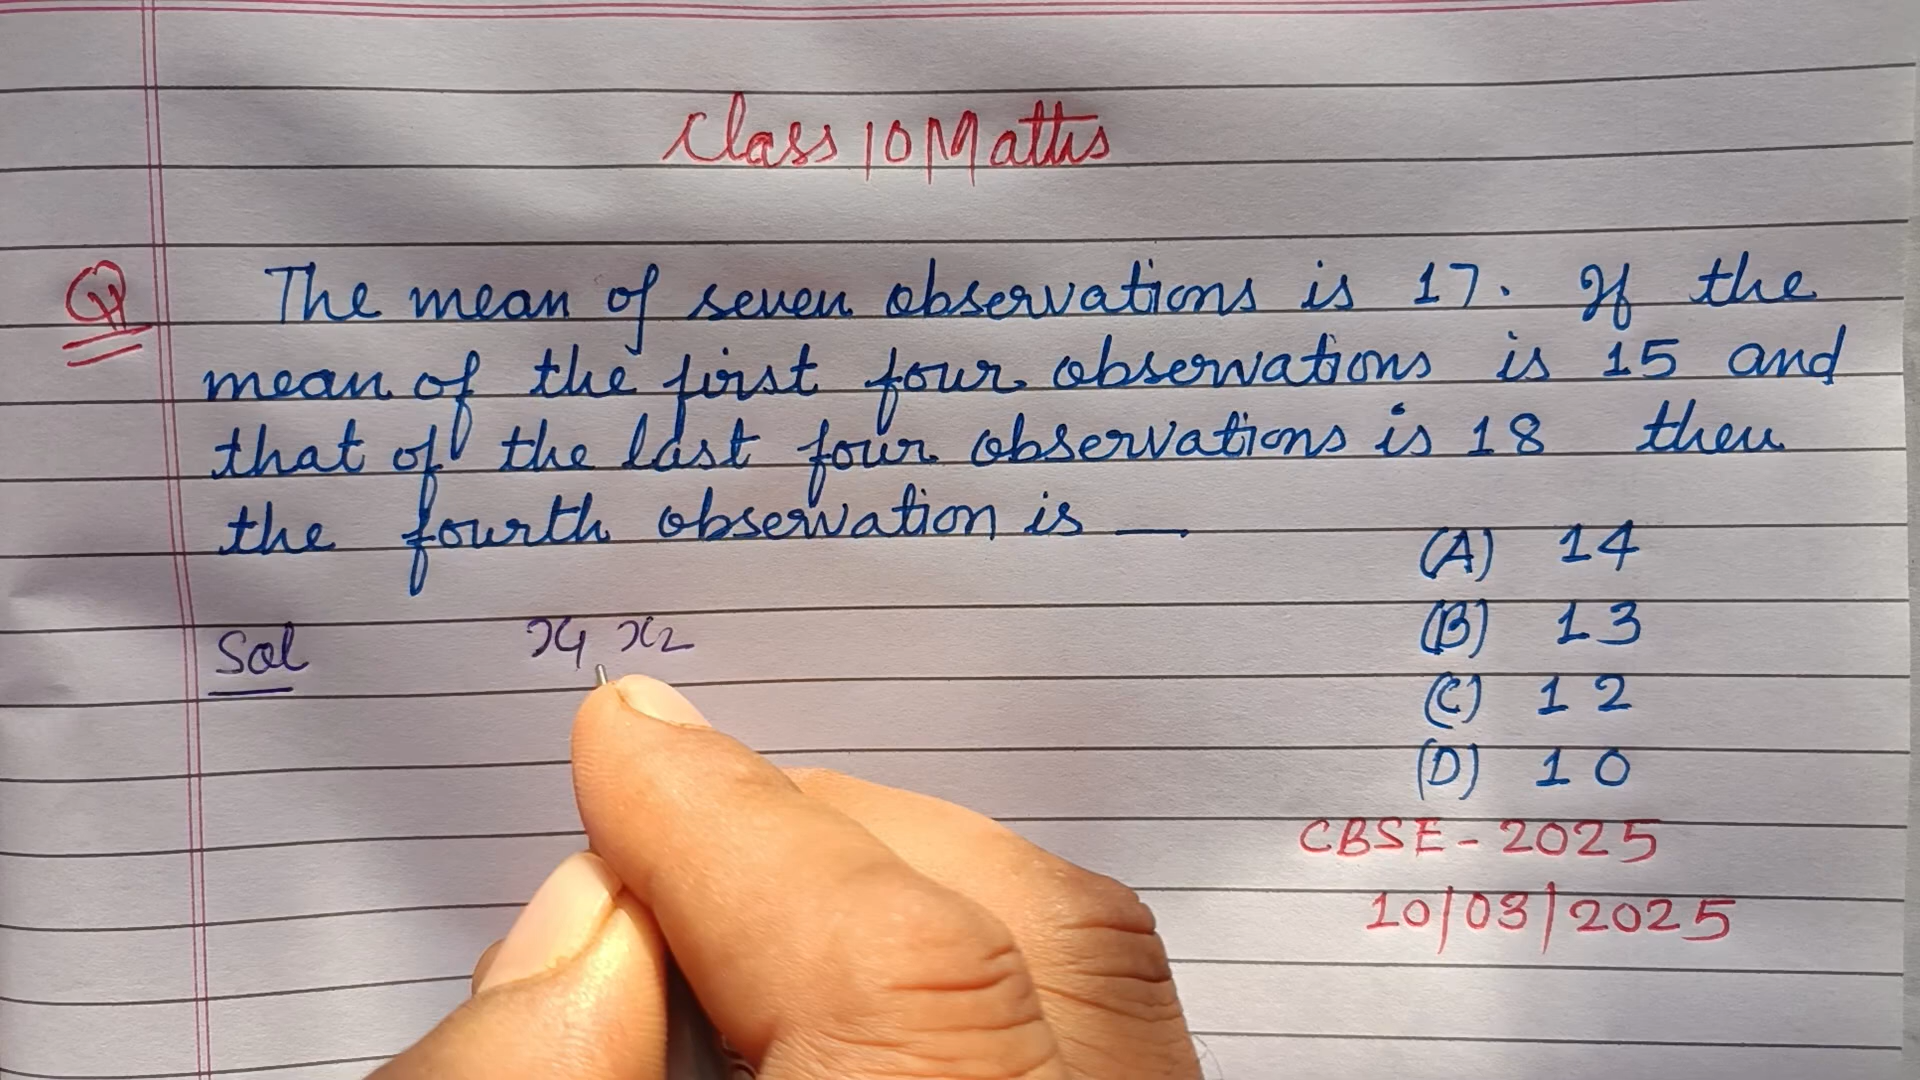 Class 10 Maths
Q The mean of seven observations is 17. If the
mean of the first four observations is 15 and
that of the last four observations is 18 then
the fourth observation is —
(A) 14
(B) 13
(C) 12
(D) 10
Sol x₁ x₂
CBSE - 2025
10/03/2025